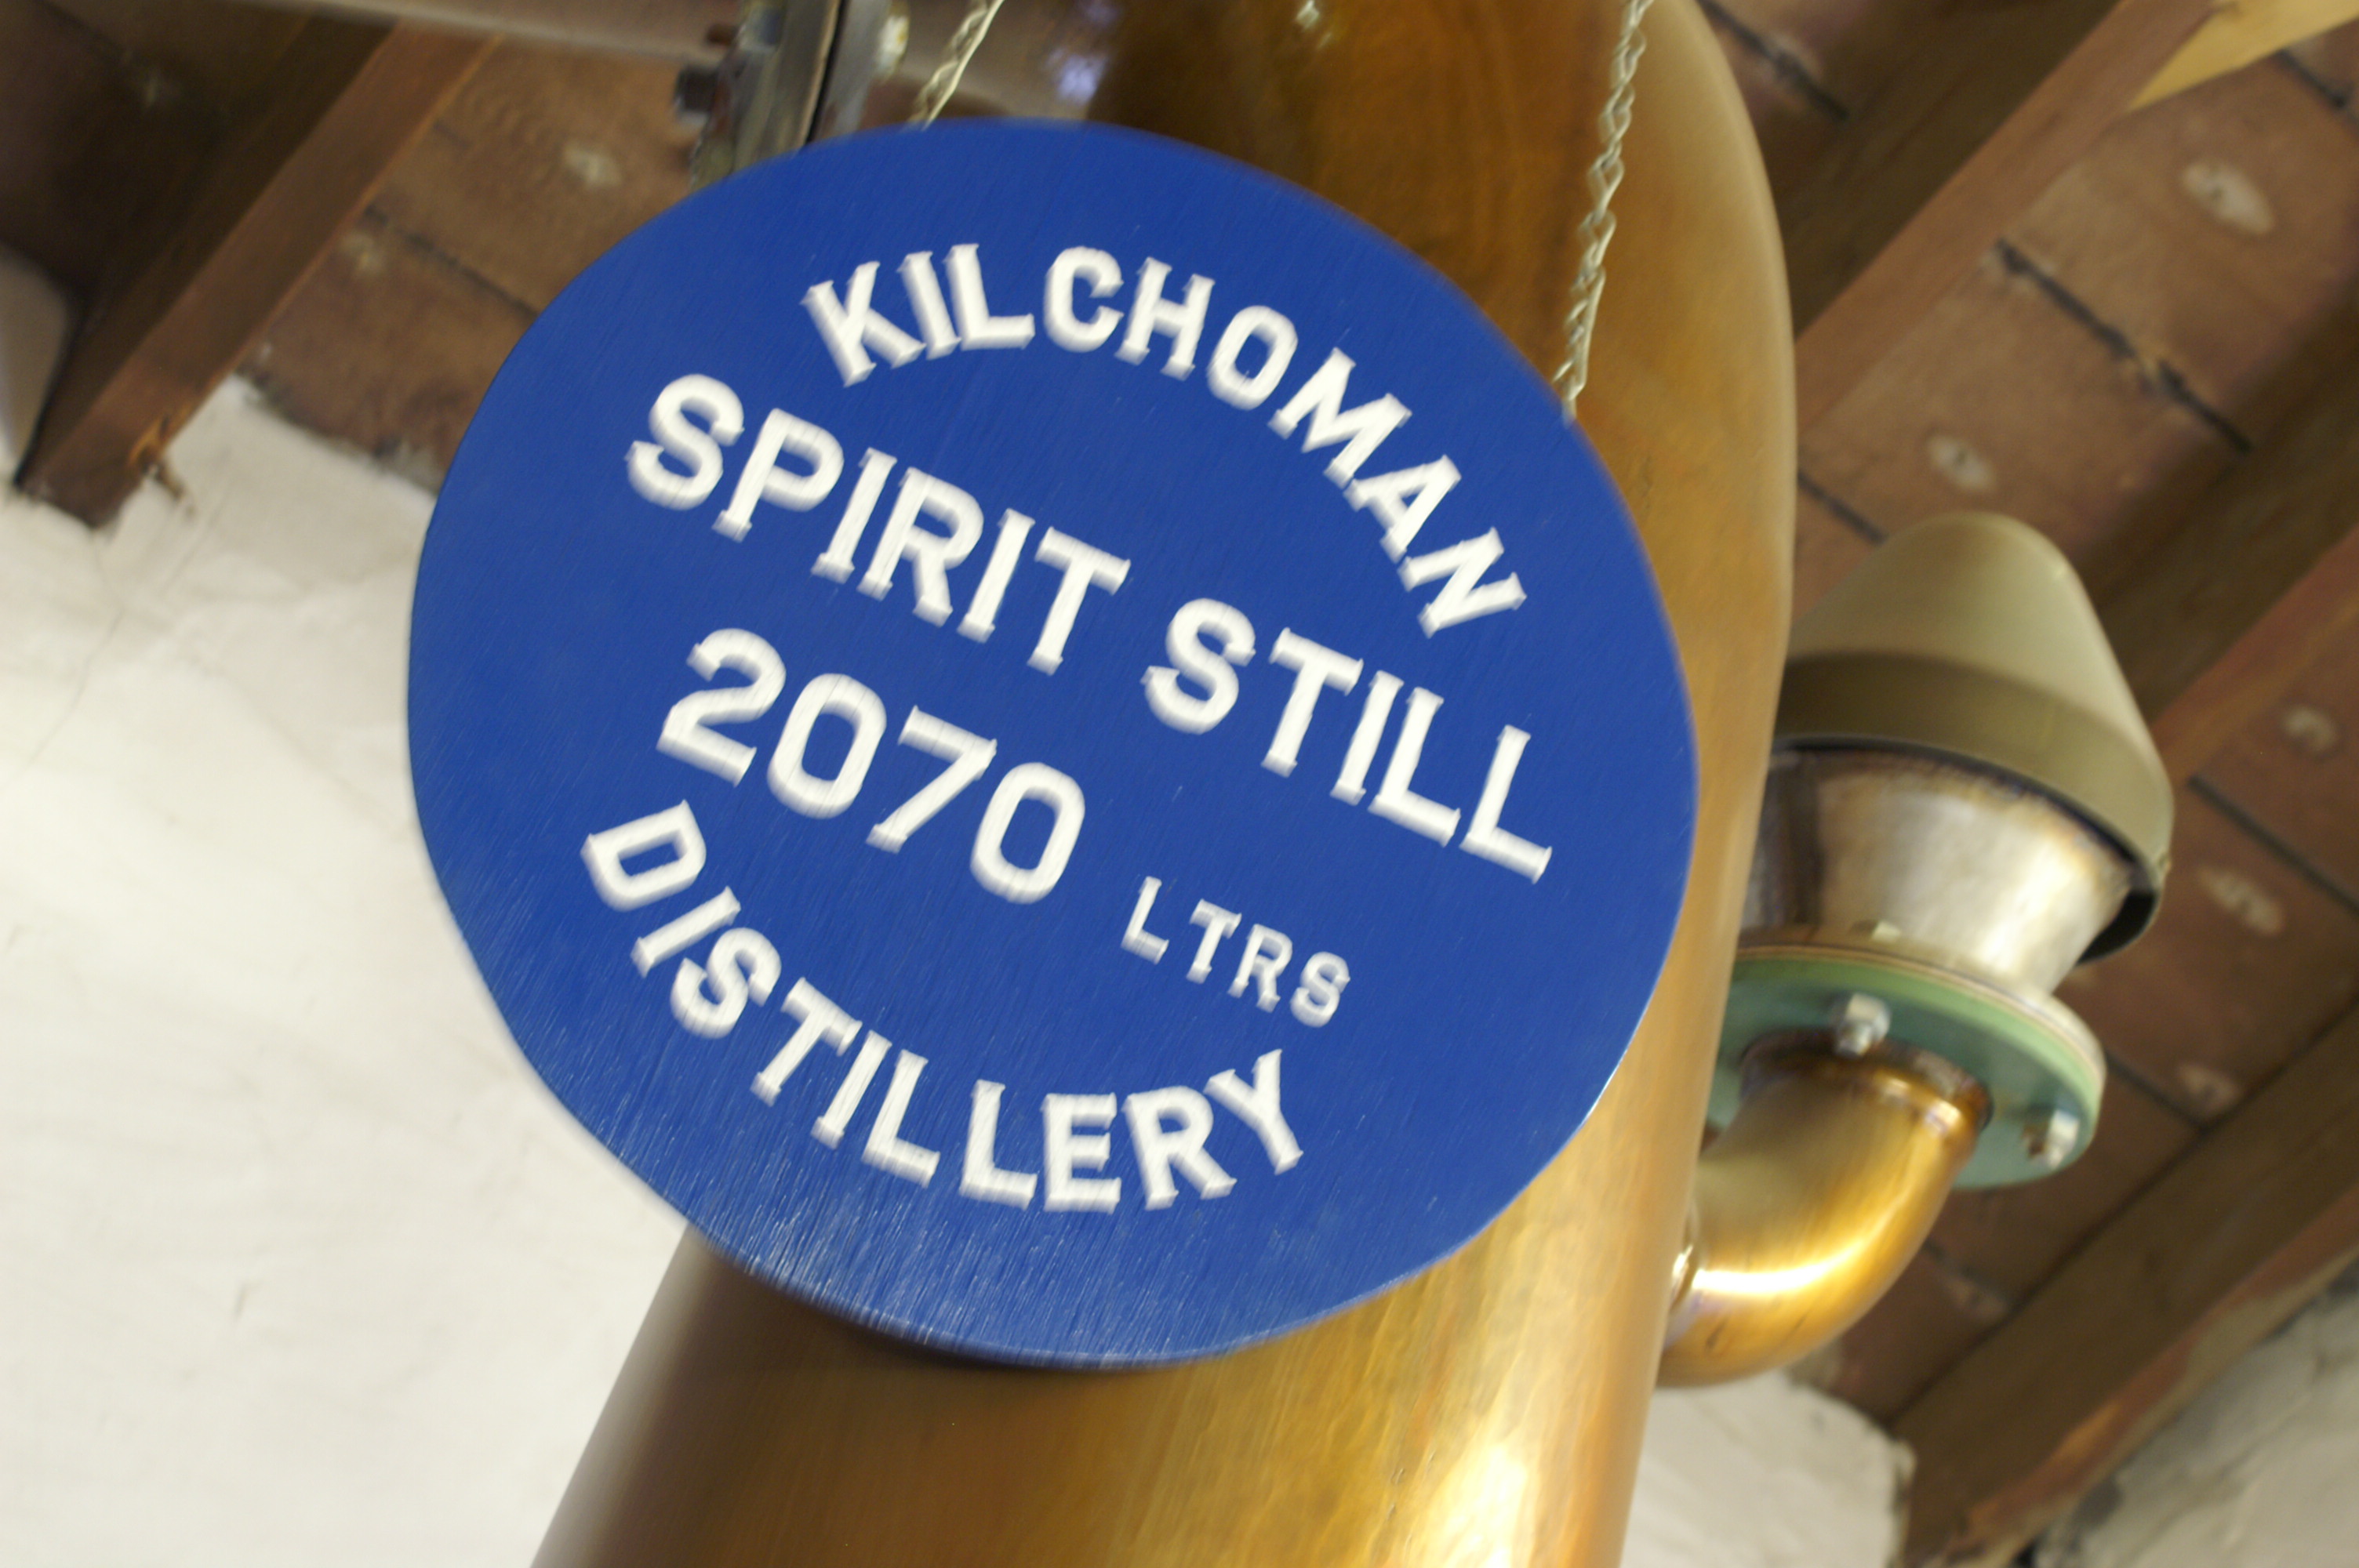 KILCHOMAN
SPIRIT STILL
2070 LTRS
DISTILLERY